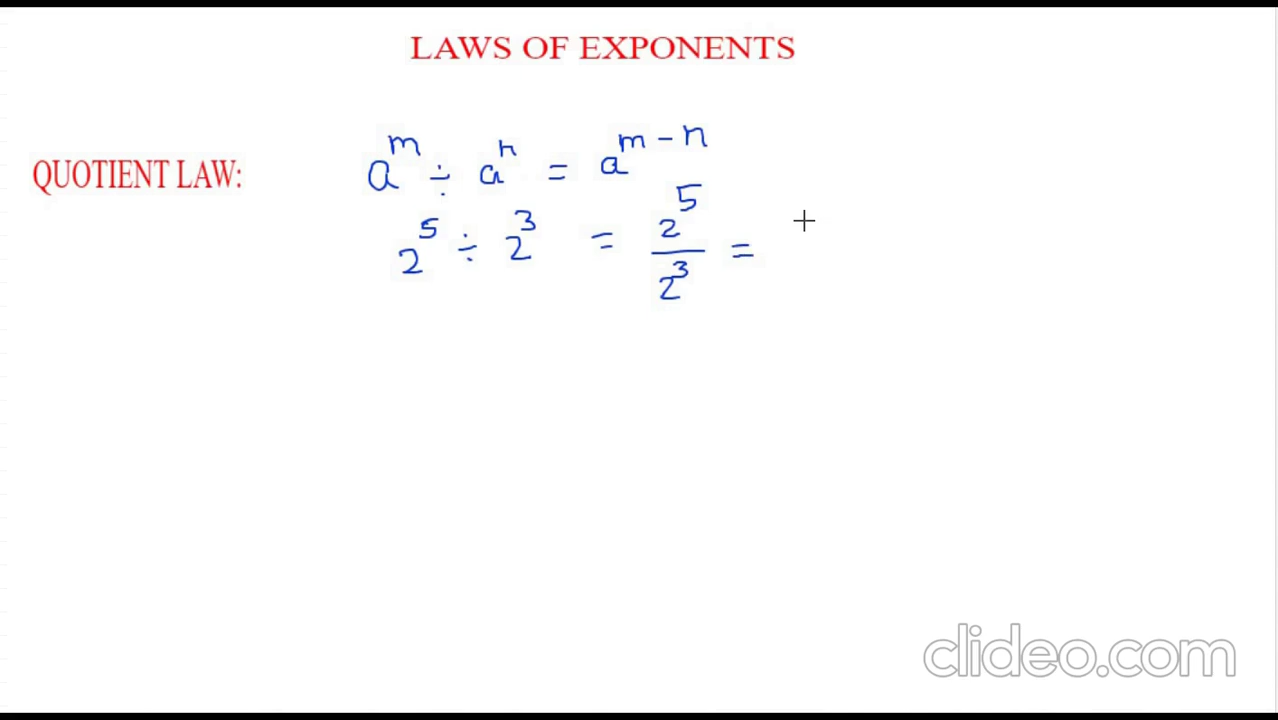 LAWS OF EXPONENTS
QUOTIENT LAW: a^m ÷ a^n = a^(m-n)
2^5 ÷ 2^3 = 2^5/2^3 =
clideo.com